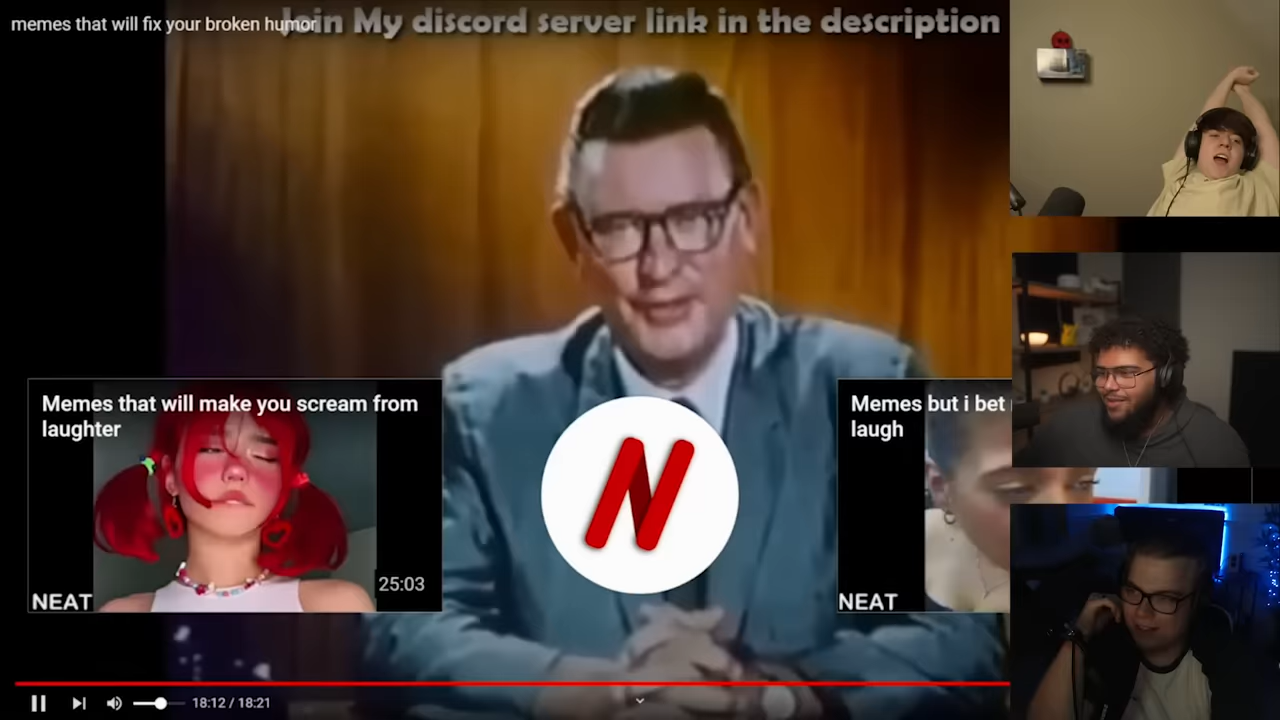 memes that will fix your broken humor
Join My discord server link in the description
Memes that will make you scream from
laughter
25:03
NEAT
N
Memes but i bet
laugh
NEAT
18:12 / 18:21